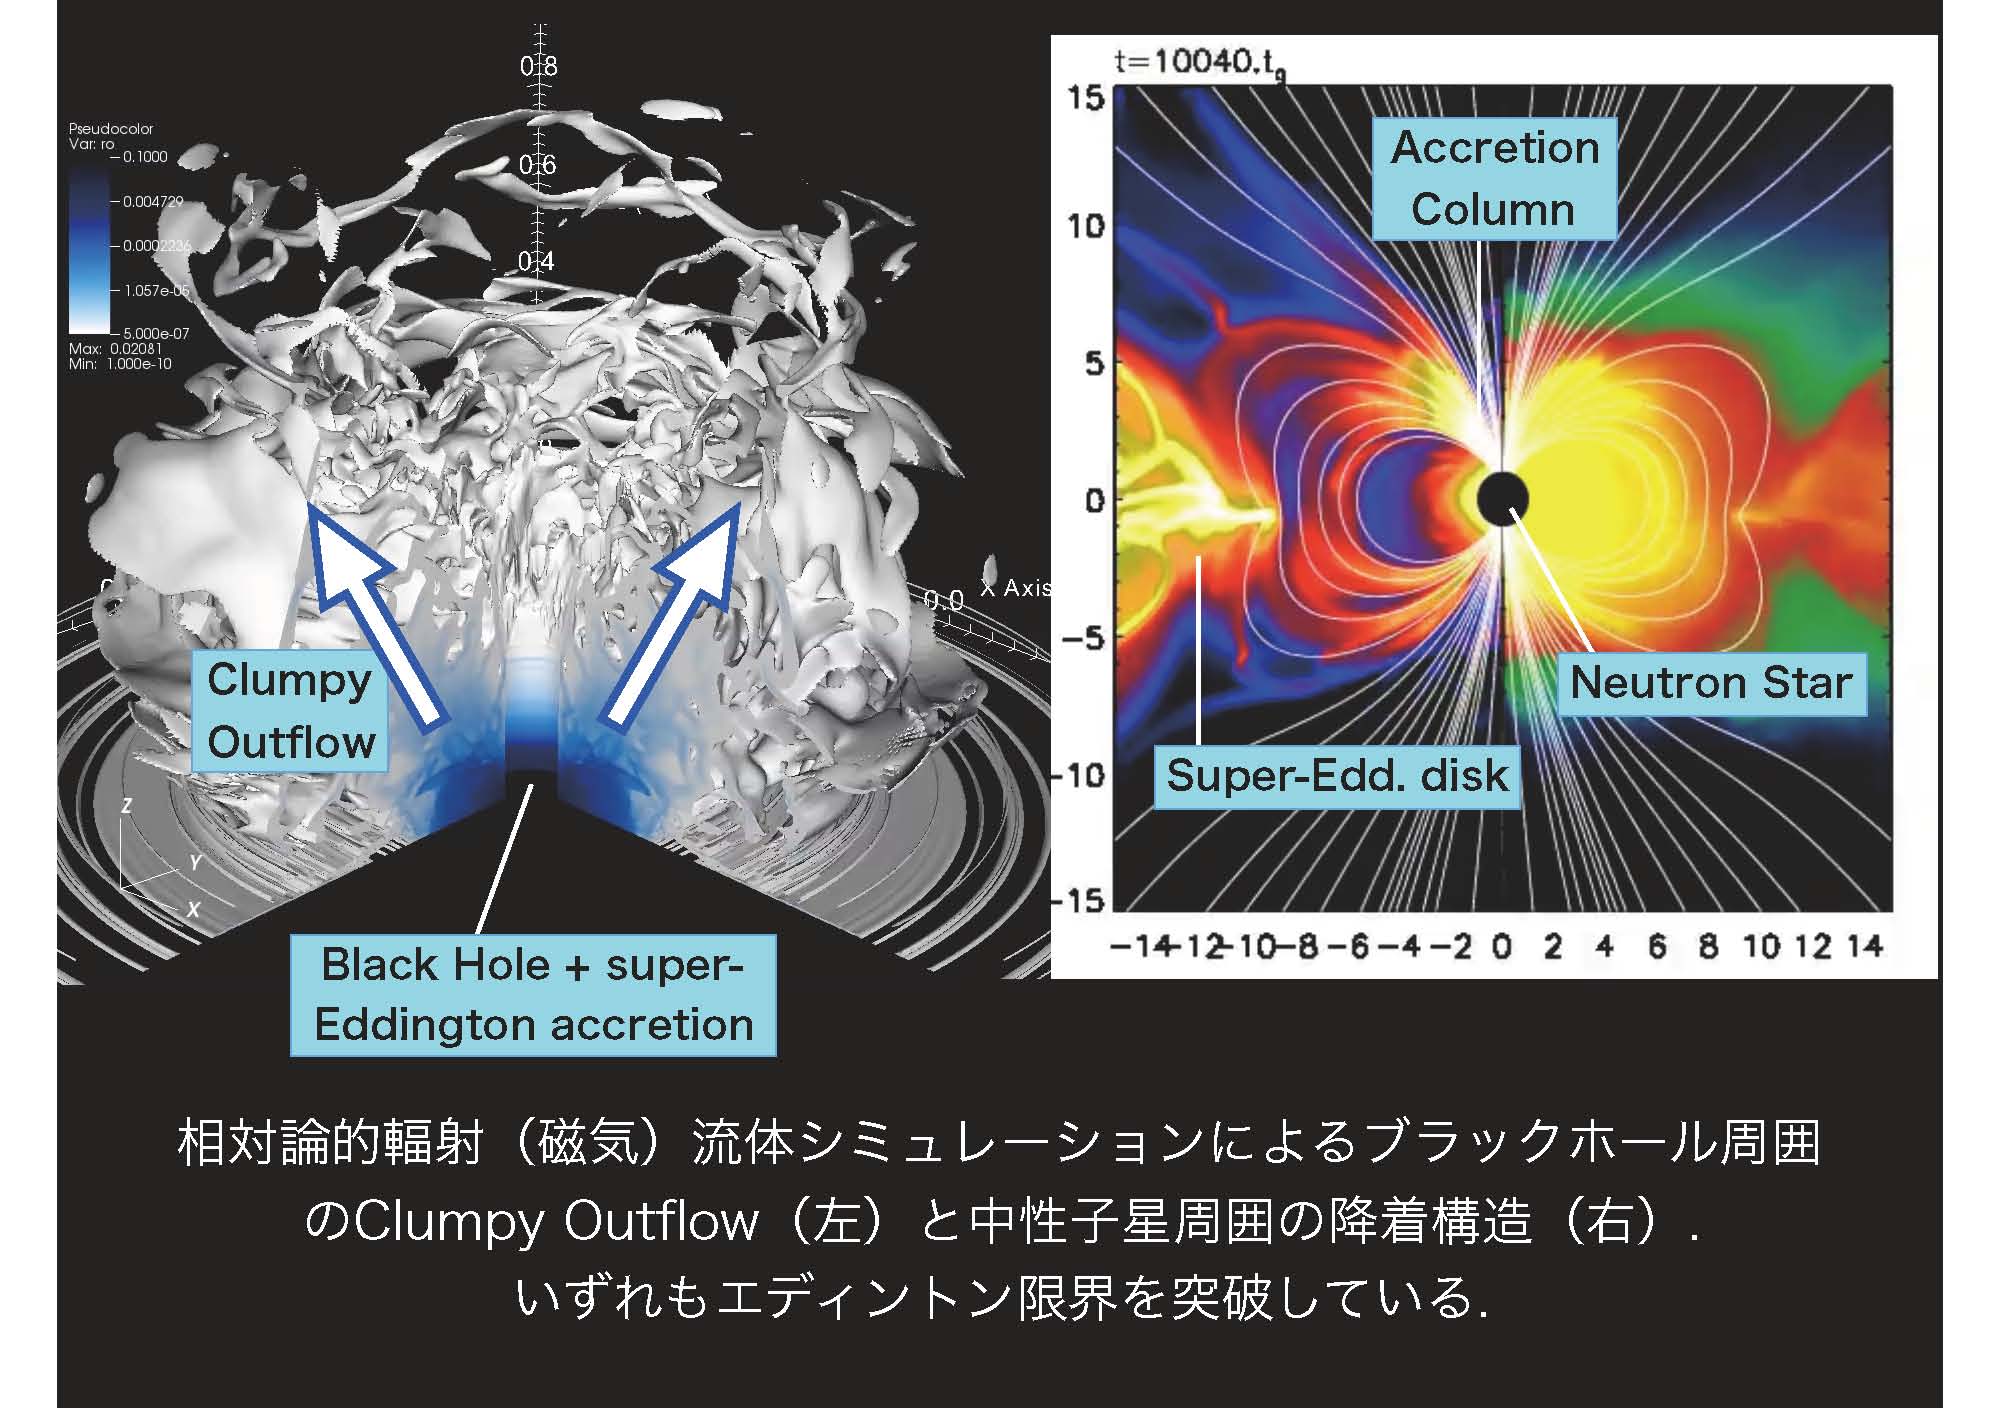 0.8
0.6
0.4
Pseudocolor
Var: ro
0.1000
0.004729
0.0002236
1.057e-05
5.000e-07
Max: 0.02081
Min: 1.000e-10
0.0
X Axis
Clumpy
Outflow
Z
Y
X
Black Hole + super-
Eddington accretion
t=10040.tg
15
10
5
0
-5
-10
-15
Accretion
Column
Neutron Star
Super-Edd. disk
-14-12-10-8 -6 -4 -2 0 2 4 6 8 10 12 14
相対論的輻射（磁気）流体シミュレーションによるブラックホール周囲
のClumpy Outflow（左）と中性子星周囲の降着構造（右）.
いずれもエディントン限界を突破している.